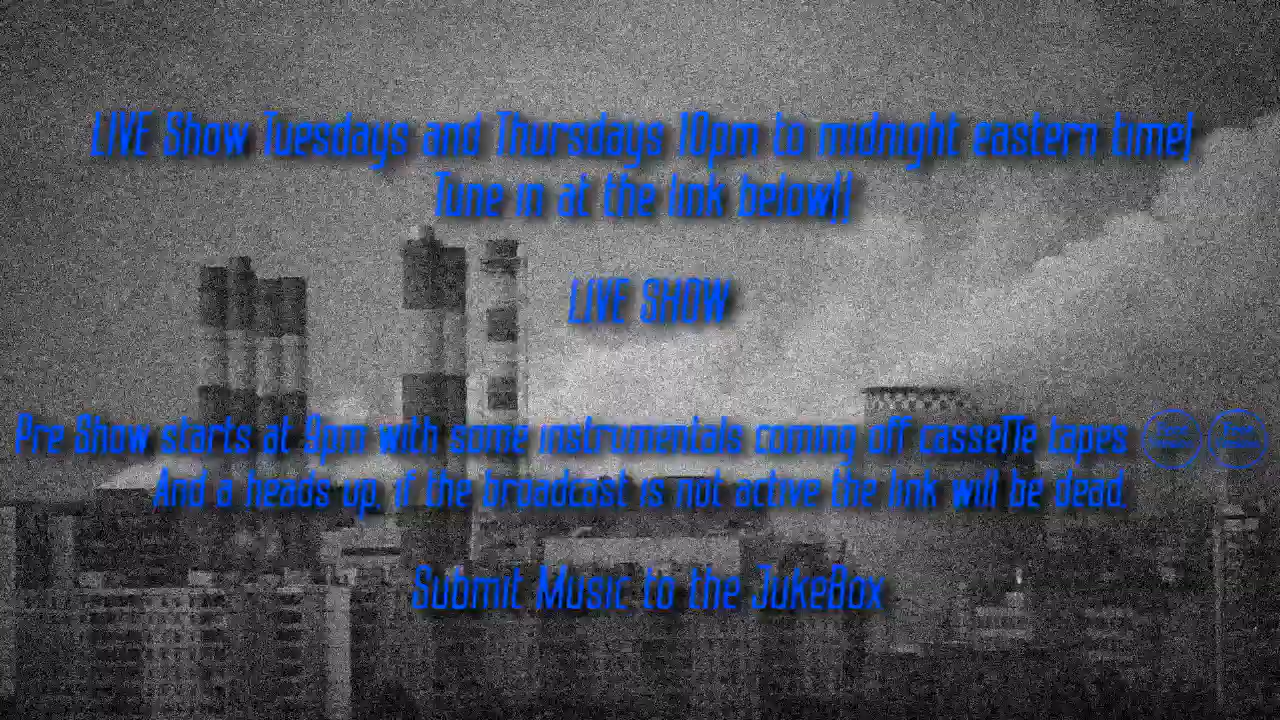 LIVE Show Tuesdays and Thursdays 10pm to midnight eastern time|
Tune in at the link below||
LIVE SHOW
Pre Show starts at 9pm with some instrumentals coming off casseTTe tapes
And a heads up, if the broadcast is not active the link will be dead.
Submit Music to the JukeBox